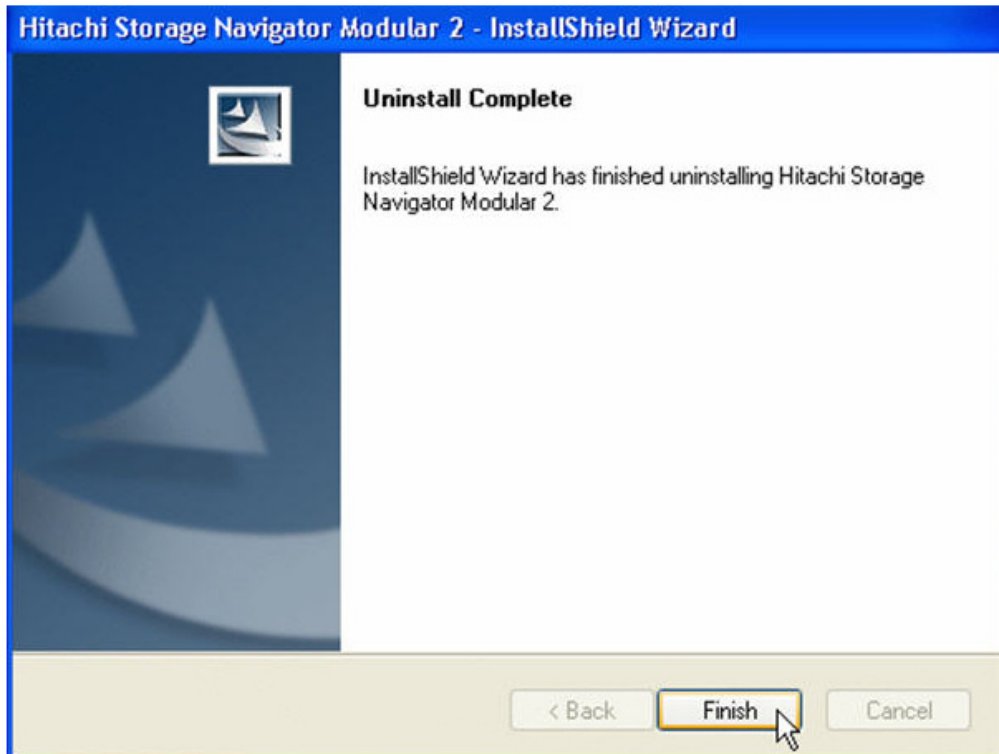 Hitachi Storage Navigator Modular 2 - InstallShield Wizard
Uninstall Complete
InstallShield Wizard has finished uninstalling Hitachi Storage
Navigator Modular 2.
< Back
Finish
Cancel